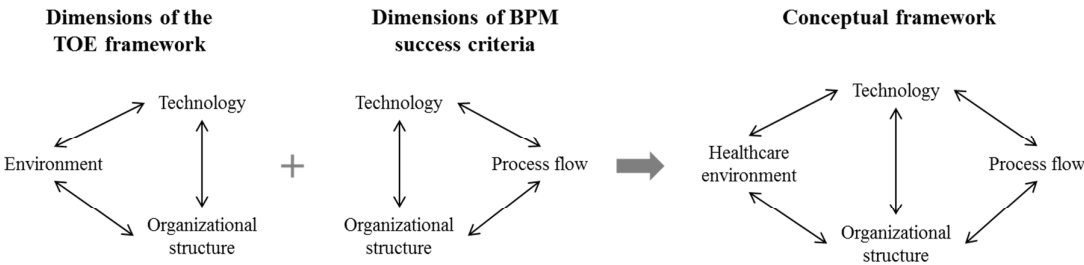 Dimensions of the
TOE framework
Technology
Environment
Organizational
structure
+
Dimensions of BPM
success criteria
Technology
Process flow
Organizational
structure
Conceptual framework
Technology
Healthcare
environment
Process flow
Organizational
structure